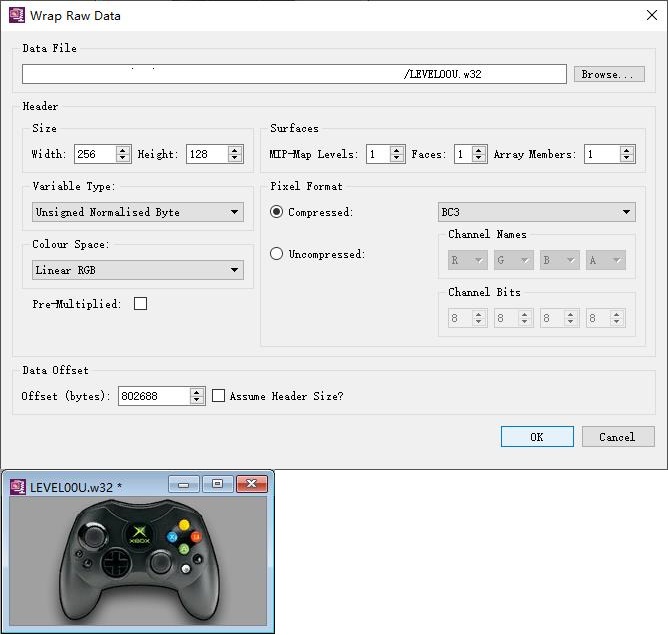 Wrap Raw Data
Data File
/LEVEL00U.w32
Browse...
Header
Size
Width: 256 Height: 128
Surfaces
MIP-Map Levels: 1 Faces: 1 Array Members: 1
Variable Type:
Unsigned Normalised Byte
Colour Space:
Linear RGB
Pre-Multiplied:
Pixel Format
Compressed: BC3
Uncompressed:
Channel Names
R G B A
Channel Bits
8 8 8 8
Data Offset
Offset (bytes): 802688 Assume Header Size?
OK Cancel
LEVEL00U.w32 *
XBOX